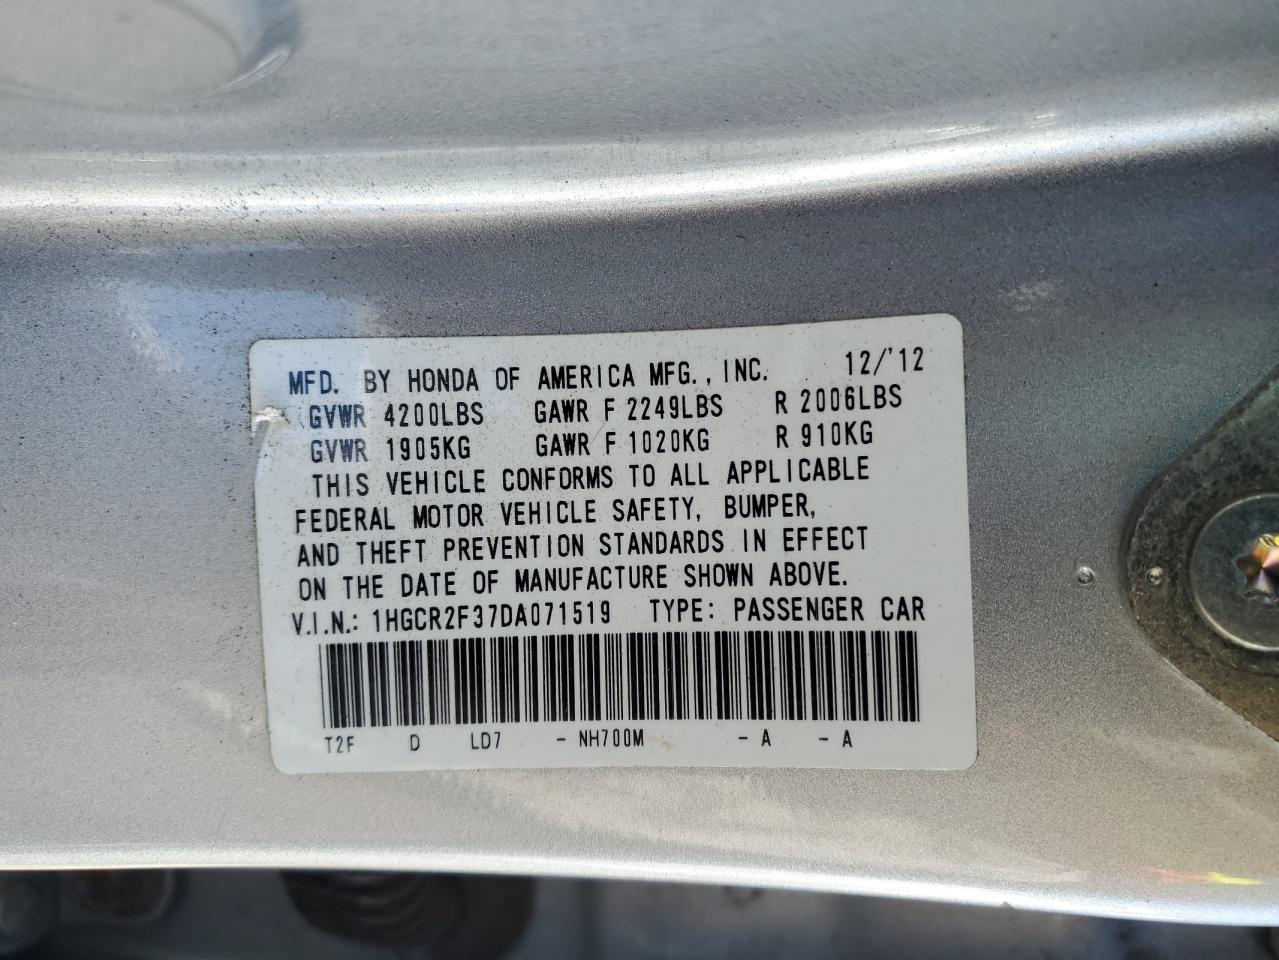 MFD. BY HONDA OF AMERICA MFG., INC. 12/'12
GVWR 4200LBS GAWR F 2249LBS R 2006LBS
GVWR 1905KG GAWR F 1020KG R 910KG
THIS VEHICLE CONFORMS TO ALL APPLICABLE
FEDERAL MOTOR VEHICLE SAFETY, BUMPER,
AND THEFT PREVENTION STANDARDS IN EFFECT
ON THE DATE OF MANUFACTURE SHOWN ABOVE.
V.I.N.: 1HGCR2F37DA071519 TYPE: PASSENGER CAR
T2F D LD7 - NH700M - A - A